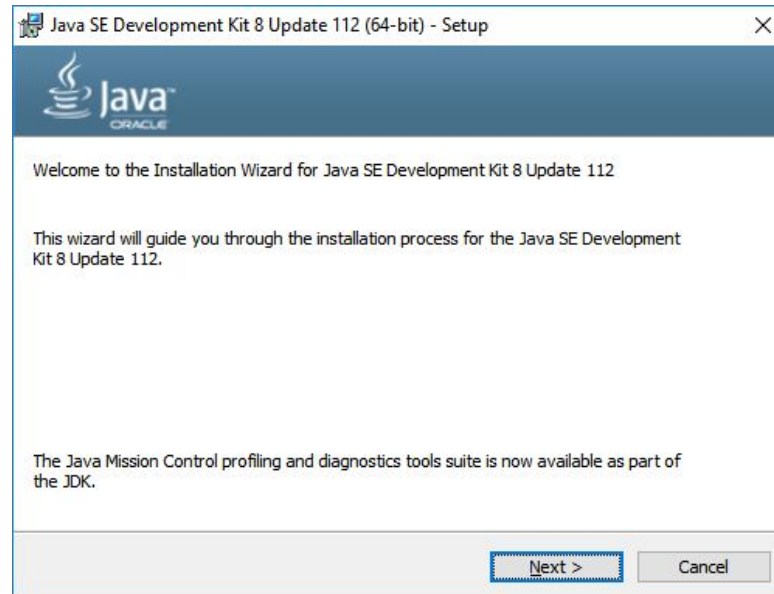 Java SE Development Kit 8 Update 112 (64-bit) - Setup
Java™
ORACLE
Welcome to the Installation Wizard for Java SE Development Kit 8 Update 112
This wizard will guide you through the installation process for the Java SE Development
Kit 8 Update 112.
The Java Mission Control profiling and diagnostics tools suite is now available as part of
the JDK.
Next >
Cancel